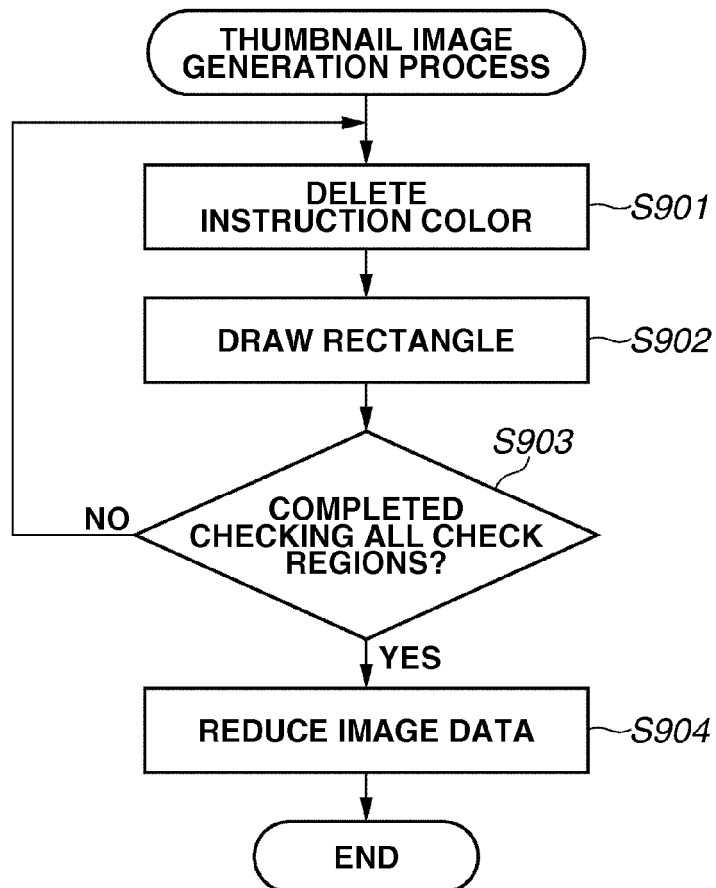 THUMBNAIL IMAGE
GENERATION PROCESS
DELETE
INSTRUCTION COLOR
S901
DRAW RECTANGLE
S902
S903
COMPLETED
CHECKING ALL CHECK
REGIONS?
NO
YES
REDUCE IMAGE DATA
S904
END